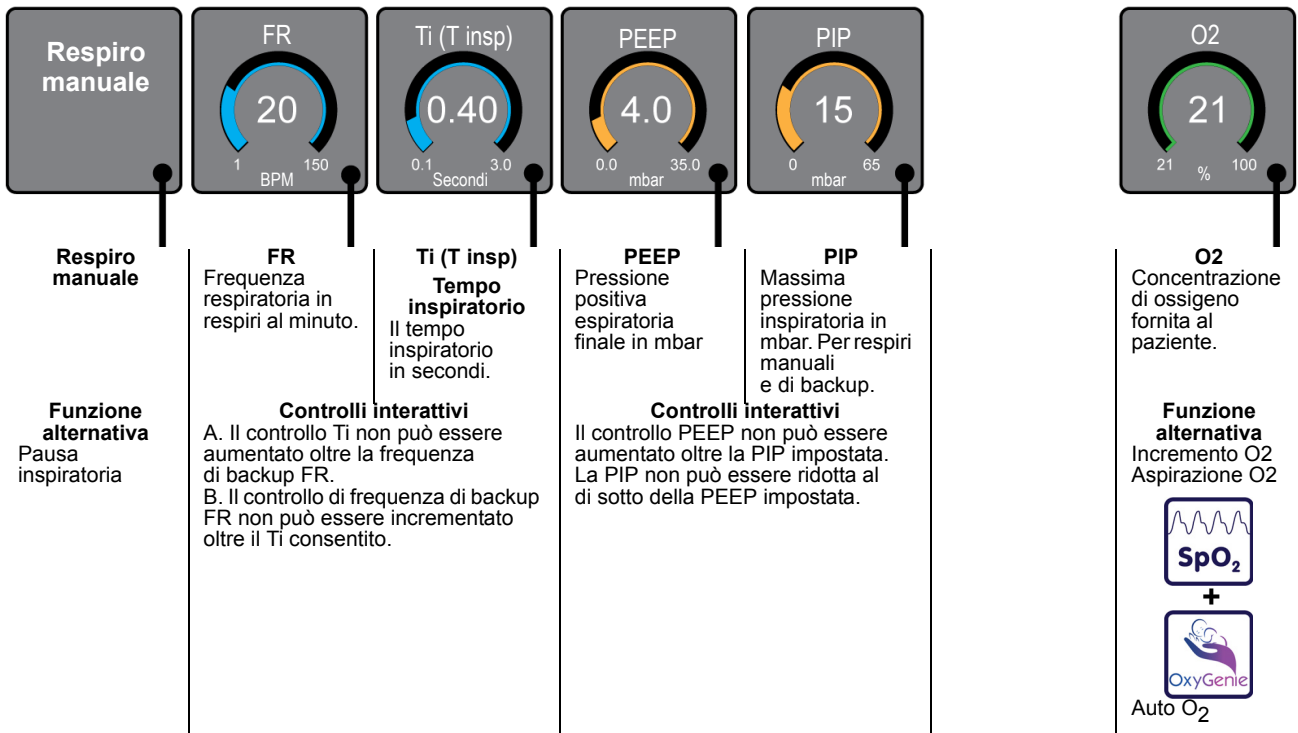 Respiro
manuale
FR
20
1 150
BPM
Ti (T insp)
0.40
0.1 3.0
Secondi
PEEP
4.0
0.0 35.0
mbar
PIP
15
0 65
mbar
O2
21
21 100
%
Respiro
manuale
FR
Frequenza
respiratoria in
respiri al minuto.
Ti (T insp)
Tempo
inspiratorio
Il tempo
inspiratorio
in secondi.
PEEP
Pressione
positiva
espiratoria
finale in mbar
PIP
Massima
pressione
inspiratoria in
mbar. Per respiri
manuali
e di backup.
O2
Concentrazione
di ossigeno
fornita al
paziente.
Funzione
alternativa
Pausa
inspiratoria
Controlli interattivi
A. Il controllo Ti non può essere
aumentato oltre la frequenza
di backup FR.
B. Il controllo di frequenza di backup
FR non può essere incrementato
oltre il Ti consentito.
Controlli interattivi
Il controllo PEEP non può essere
aumentato oltre la PIP impostata.
La PIP non può essere ridotta al
di sotto della PEEP impostata.
Funzione
alternativa
Incremento O2
Aspirazione O2
SpO₂
+
OxyGenie
Auto O₂